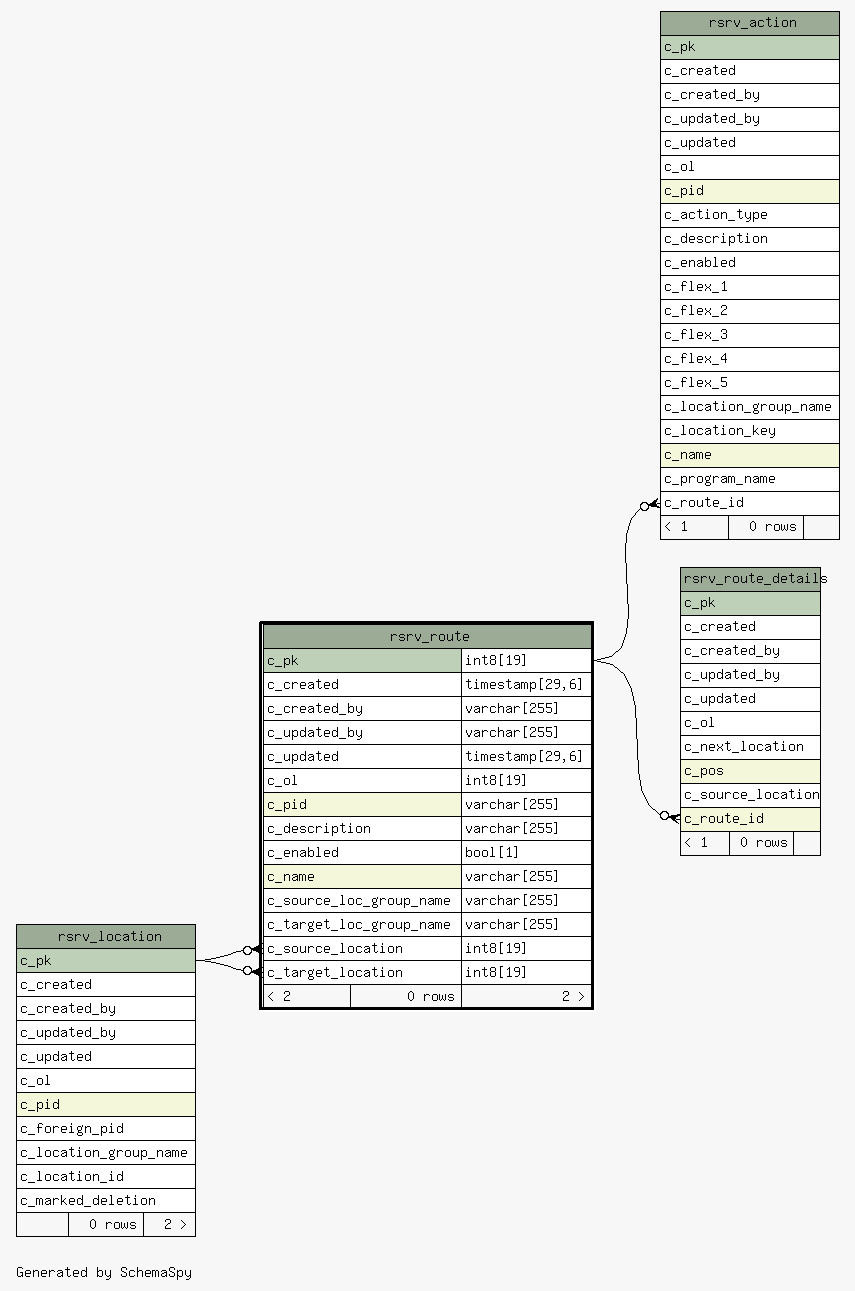 rsrv_action
c_pk
c_created
c_created_by
c_updated_by
c_updated
c_ol
c_pid
c_action_type
c_description
c_enabled
c_flex_1
c_flex_2
c_flex_3
c_flex_4
c_flex_5
c_location_group_name
c_location_key
c_name
c_program_name
c_route_id
< 1 0 rows
rsrv_route_details
c_pk
c_created
c_created_by
c_updated_by
c_updated
c_ol
c_next_location
c_pos
c_source_location
c_route_id
< 1 0 rows
rsrv_route
c_pk int8[19]
c_created timestamp[29,6]
c_created_by varchar[255]
c_updated_by varchar[255]
c_updated timestamp[29,6]
c_ol int8[19]
c_pid varchar[255]
c_description varchar[255]
c_enabled bool[1]
c_name varchar[255]
c_source_loc_group_name varchar[255]
c_target_loc_group_name varchar[255]
c_source_location int8[19]
c_target_location int8[19]
< 2 0 rows 2 >
rsrv_location
c_pk
c_created
c_created_by
c_updated_by
c_updated
c_ol
c_pid
c_foreign_pid
c_location_group_name
c_location_id
c_marked_deletion
0 rows 2 >
Generated by SchemaSpy